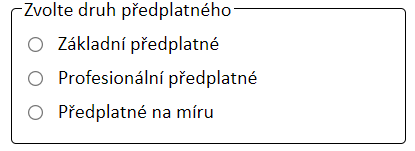 Zvolte druh předplatného
Základní předplatné
Profesionální předplatné
Předplatné na míru